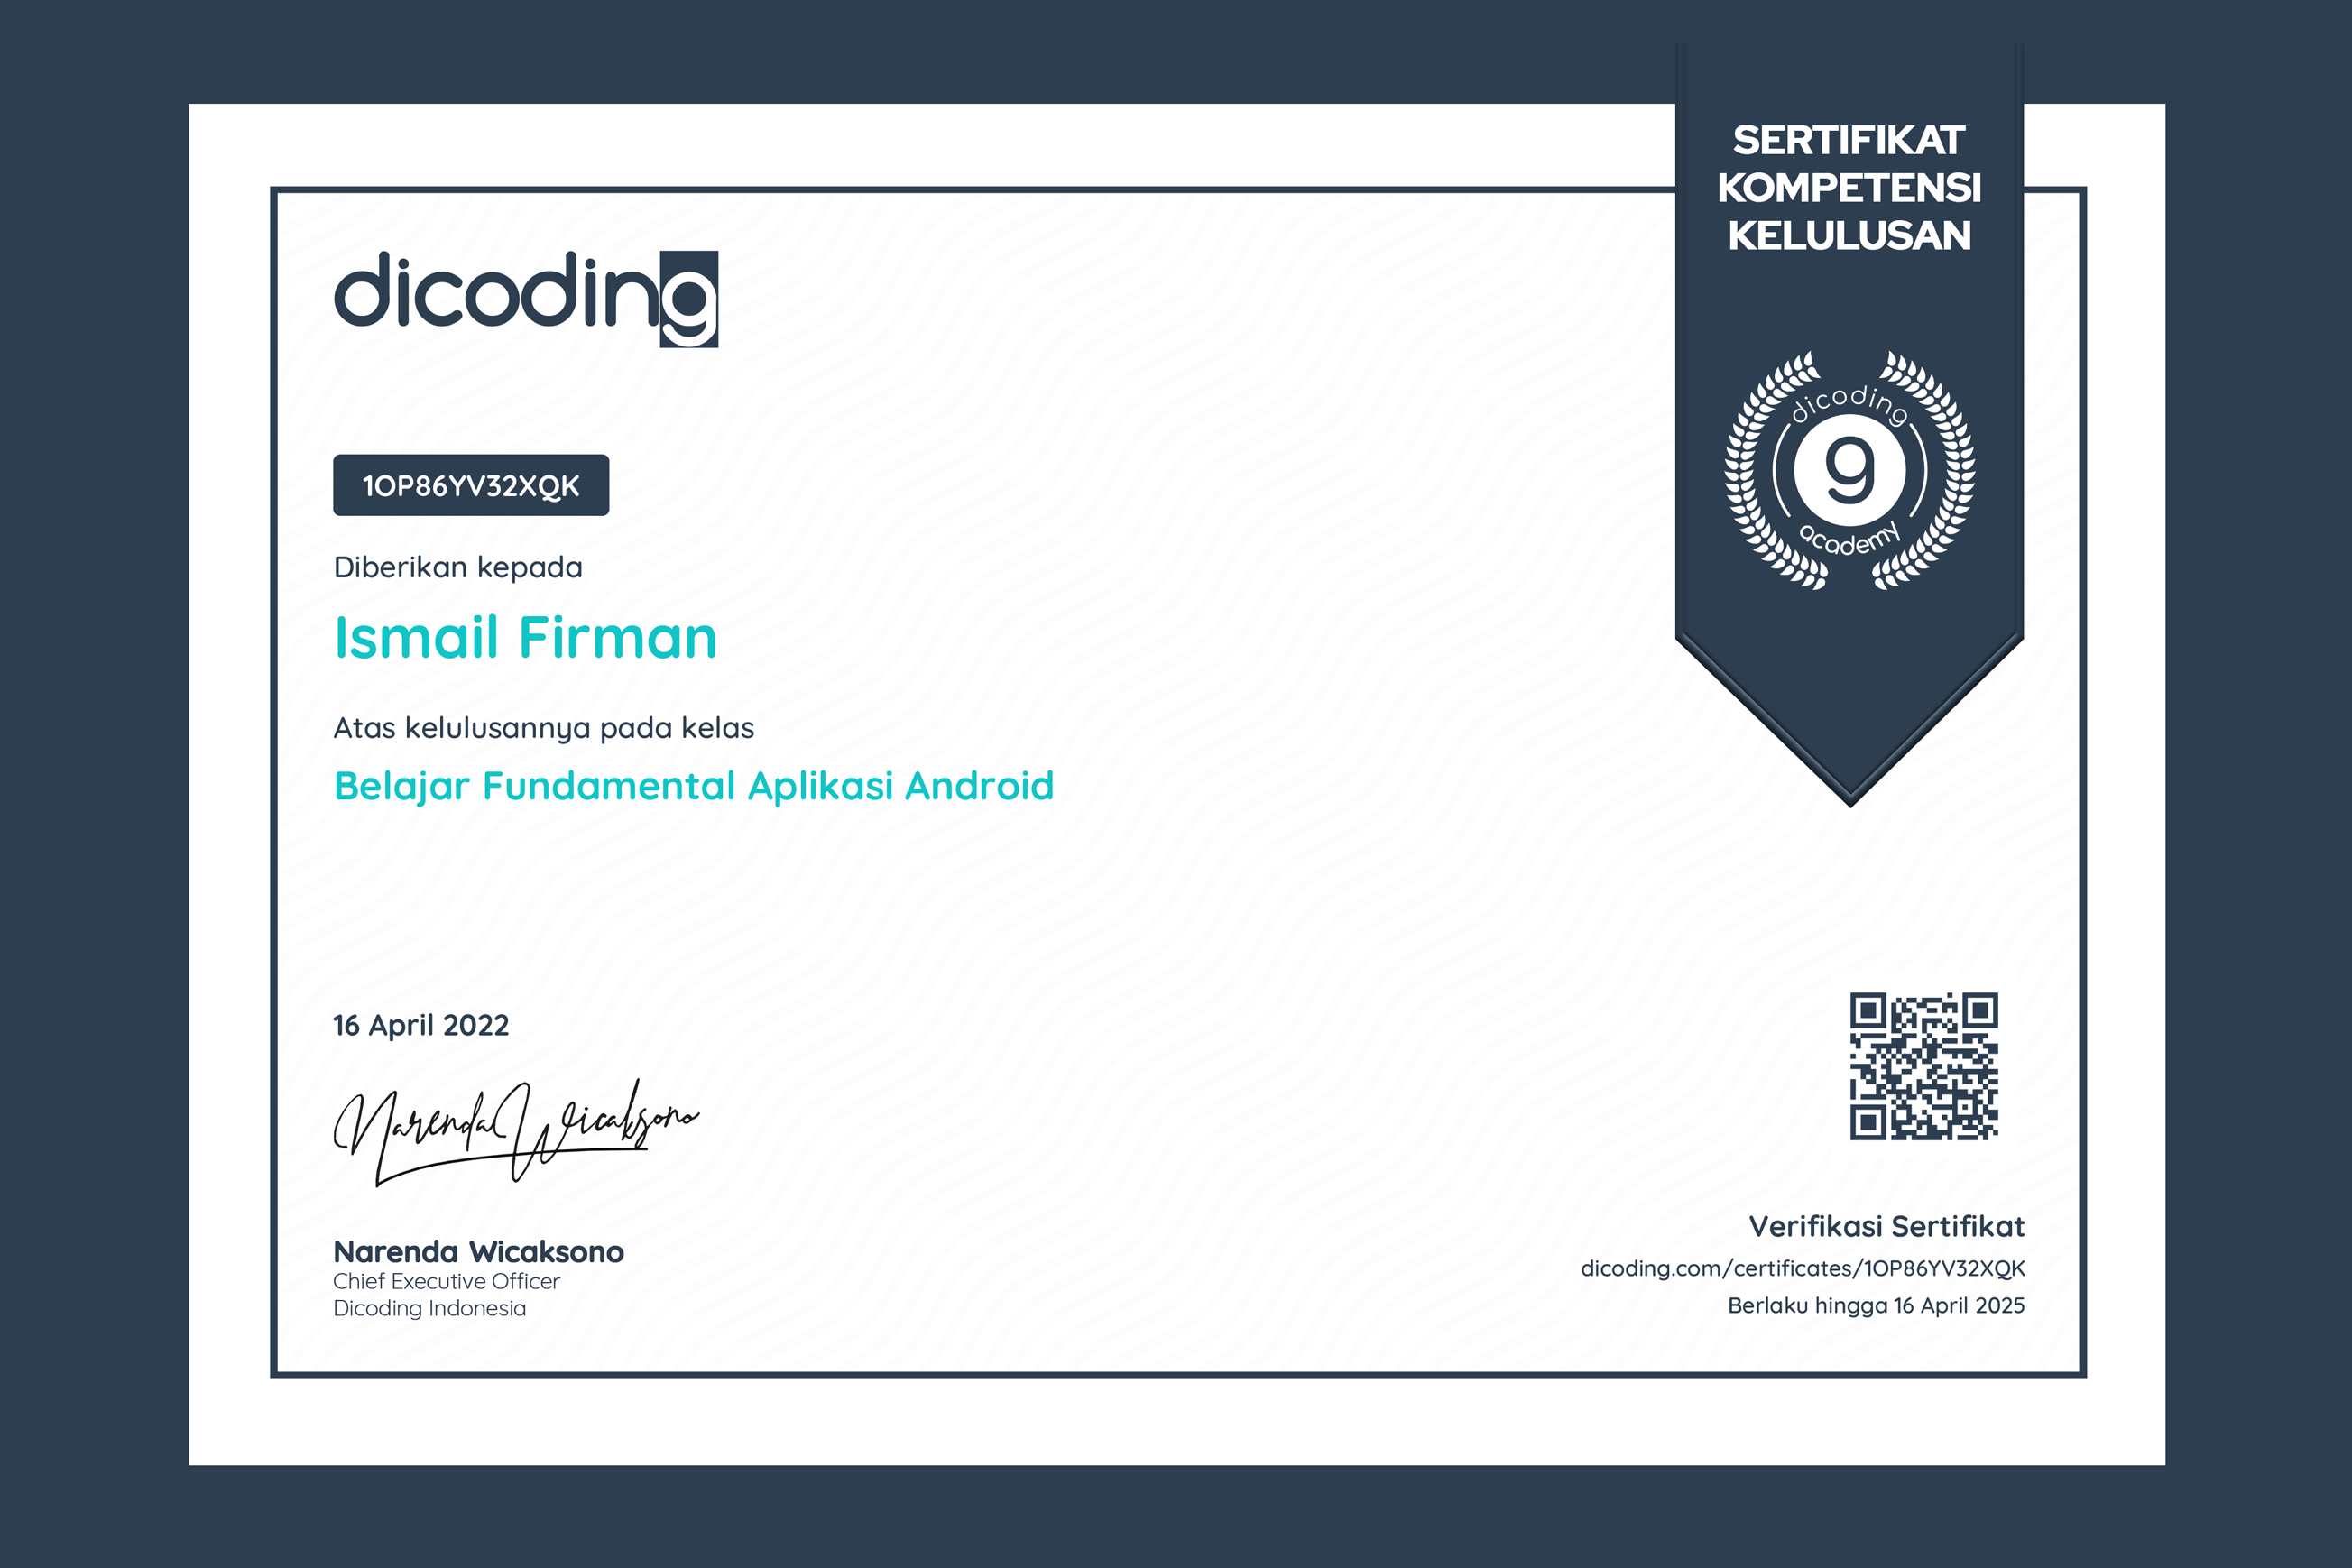 SERTIFIKAT
KOMPETENSI
KELULUSAN
dicoding
dicoding
g
academy
1OP86YV32XQK
Diberikan kepada
Ismail Firman
Atas kelulusannya pada kelas
Belajar Fundamental Aplikasi Android
16 April 2022
Narenda Wicaksono
Narenda Wicaksono
Chief Executive Officer
Dicoding Indonesia
Verifikasi Sertifikat
dicoding.com/certificates/1OP86YV32XQK
Berlaku hingga 16 April 2025